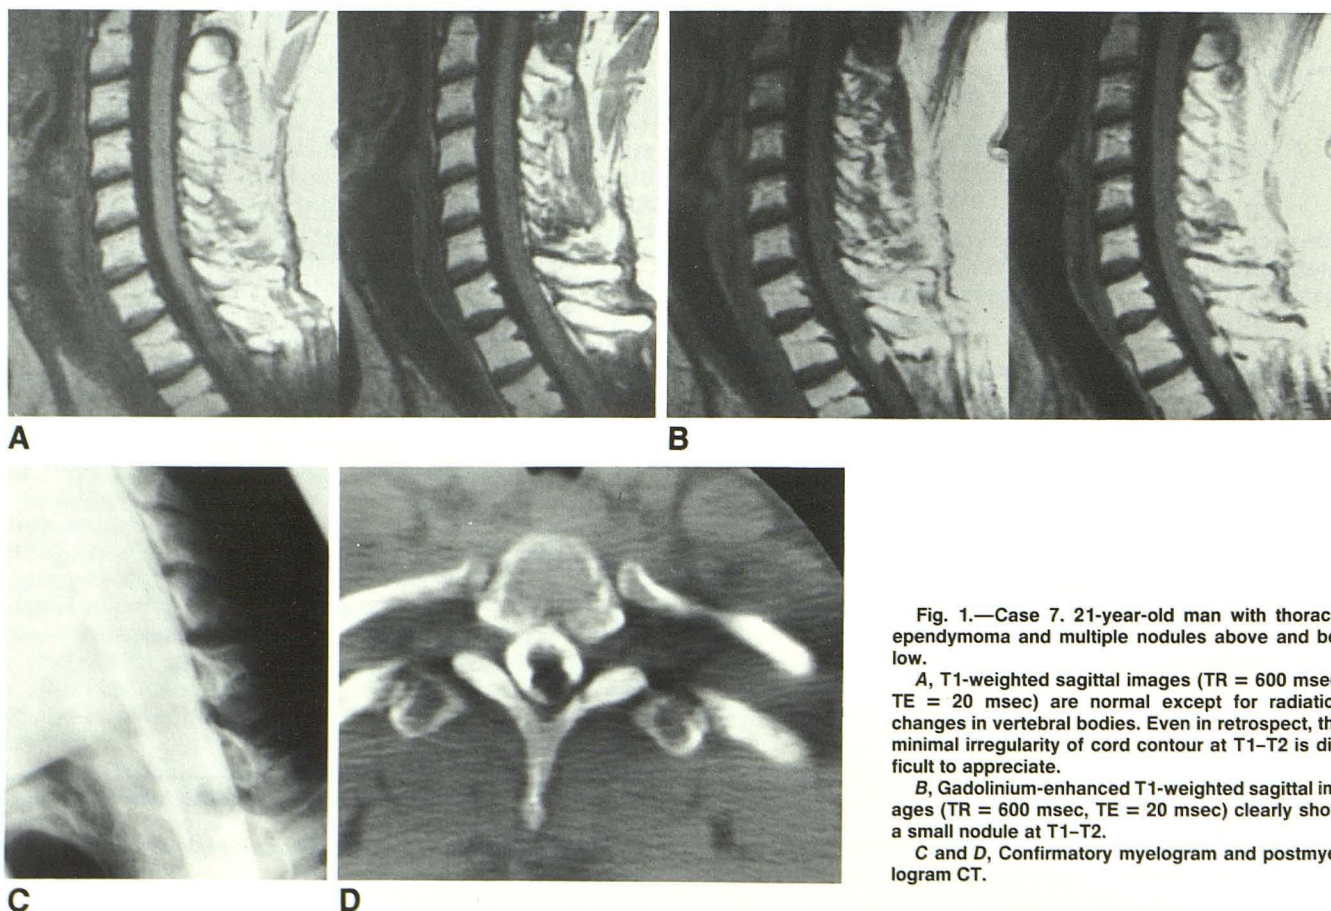 A
B
C
D
Fig. 1.—Case 7. 21-year-old man with thorac
ependymoma and multiple nodules above and be
low.
A, T1-weighted sagittal images (TR = 600 mse
TE = 20 msec) are normal except for radiatio
changes in vertebral bodies. Even in retrospect, th
minimal irregularity of cord contour at T1–T2 is di
ficult to appreciate.
B, Gadolinium-enhanced T1-weighted sagittal im
ages (TR = 600 msec, TE = 20 msec) clearly sho
a small nodule at T1–T2.
C and D, Confirmatory myelogram and postmye
logram CT.